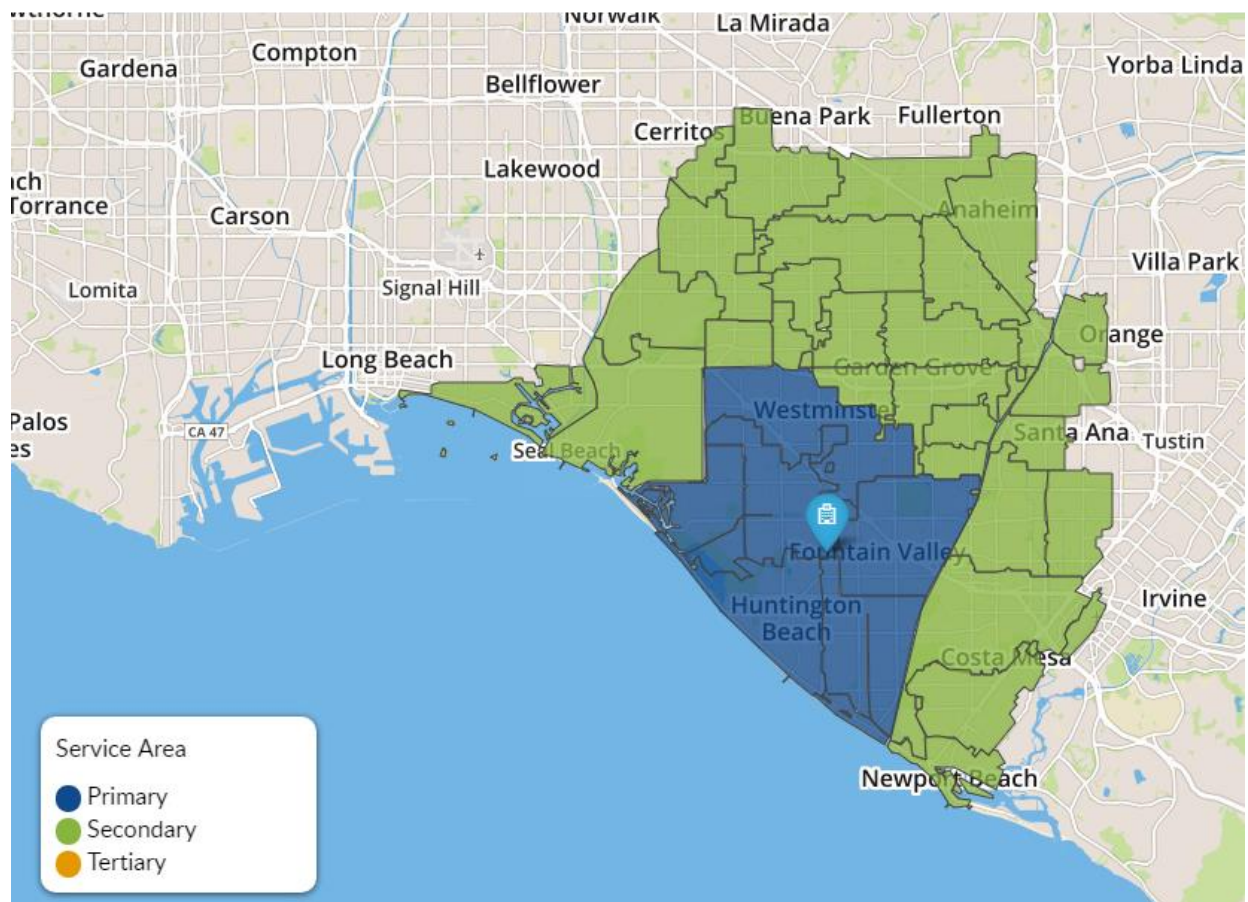 Norwalk
La Mirada
Compton
Gardena
Yorba Linda
Bellflower
Buena Park
Fullerton
Cerritos
Lakewood
Torrance
Carson
Anaheim
Villa Park
Signal Hill
Lomita
Orange
Long Beach
Garden Grove
Westminster
Palos
CA 47
Santa Ana
Tustin
Seal Beach
Fountain Valley
Huntington
Beach
Irvine
Costa Mesa
Newport Beach
Service Area
Primary
Secondary
Tertiary